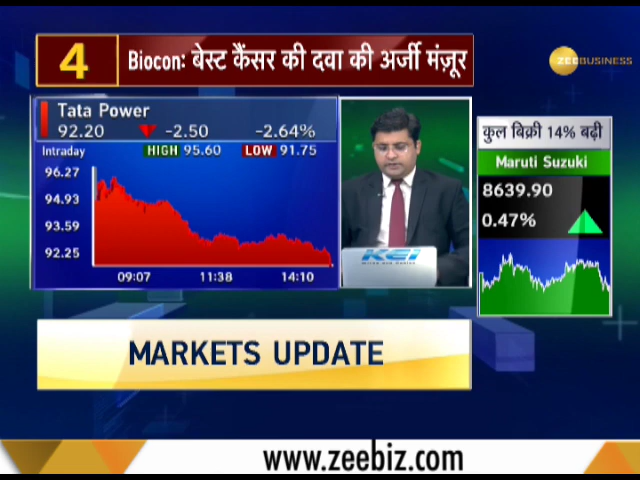 4
Biocon: बेस्ट कैंसर की दवा की अर्जी मंज़ूर
ZEEBUSINESS
Tata Power
92.20 -2.50 -2.64%
Intraday HIGH 95.60 LOW 91.75
96.27
94.93
93.59
92.25
09:07 11:38 14:10
KEI
कुल बिक्री 14% बढ़ी
Maruti Suzuki
8639.90
0.47%
MARKETS UPDATE
www.zeebiz.com